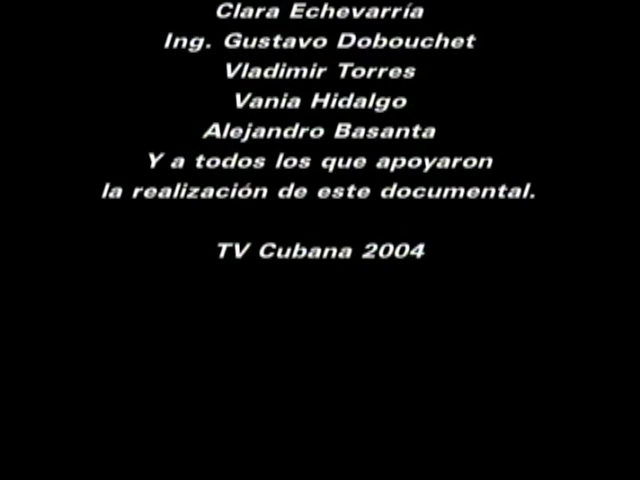 Clara Echevarría
Ing. Gustavo Dobouchet
Vladimir Torres
Vania Hidalgo
Alejandro Basanta
Y a todos los que apoyaron
la realización de este documental.
TV Cubana 2004